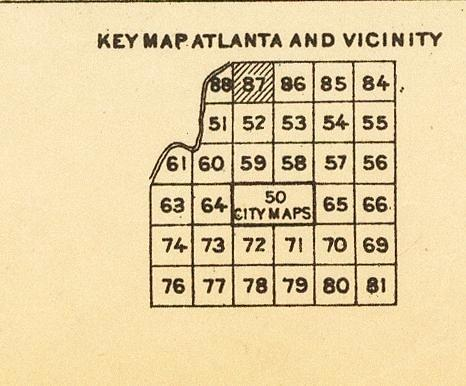 KEY MAP ATLANTA AND VICINITY
88 87 86 85 84
51 52 53 54 55
61 60 59 58 57 56
63 64 50 CITY MAPS 65 66
74 73 72 71 70 69
76 77 78 79 80 81